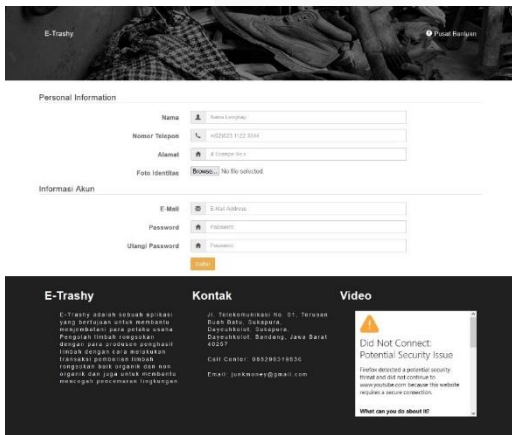 E-Trashy
Pusat Bantuan
Personal Information
Nama
Nama Lengkap
Nomor Telepon
Alamat
Foto Identitas
Browse... No file selected.
Informasi Akun
E-Mail
E-Mail Address
Password
Password
Ulangi Password
Password
Daftar
E-Trashy
E-Trashy adalah sebuah aplikasi
yang bertujuan untuk membantu
menjembatani para pelaku usaha
Pengolah limbah rongsokan
dengan para produsen penghasil
limbah dengan cara melakukan
transaksi pembelian limbah
rongsokan baik organik dan non
organik dan juga untuk membantu
mencegah pencemaran lingkungan
Kontak
Jl. Telekomunikasi No. 01, Terusan
Buah Batu, Sukapura,
Dayeuhkolot, Sukapura,
Dayeuhkolot, Bandung, Jawa Barat
40257
Call Center:
Email: junkmoney@gmail.com
Video
Did Not Connect:
Potential Security Issue
Firefox detected a potential security
threat and did not continue to
www.youtube.com because this website
requires a secure connection.
What can you do about it?